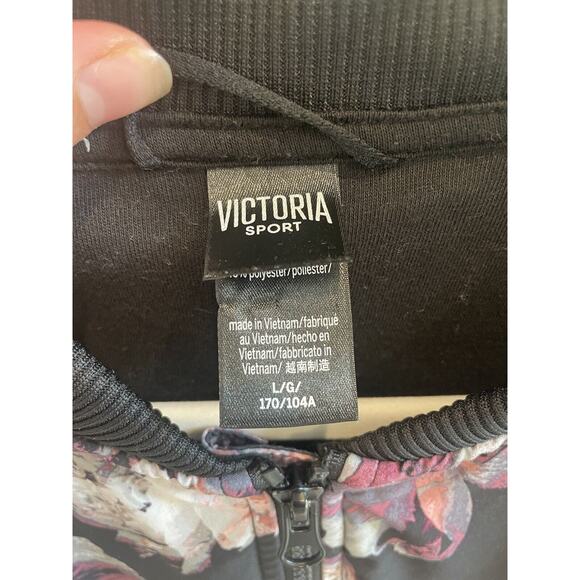 VICTORIA
SPORT
polyester/poliéster/
made in Vietnam/fabriqué
au Vietnam/hecho en
Vietnam/fabbricato in
Vietnam/ 越南制造
L/G/
170/104A